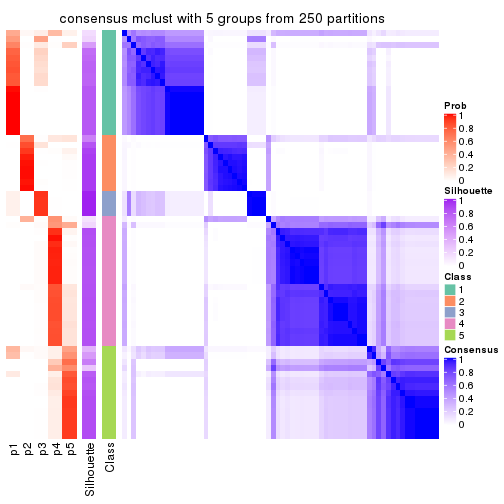 consensus mclust with 5 groups from 250 partitions
Prob
1
0.8
0.6
0.4
0.2
0
Silhouette
1
0.8
0.6
0.4
0.2
0
Class
1
2
3
4
5
Consensus
1
0.8
0.6
0.4
0.2
0
p1
p2
p3
p4
p5
Silhouette
Class